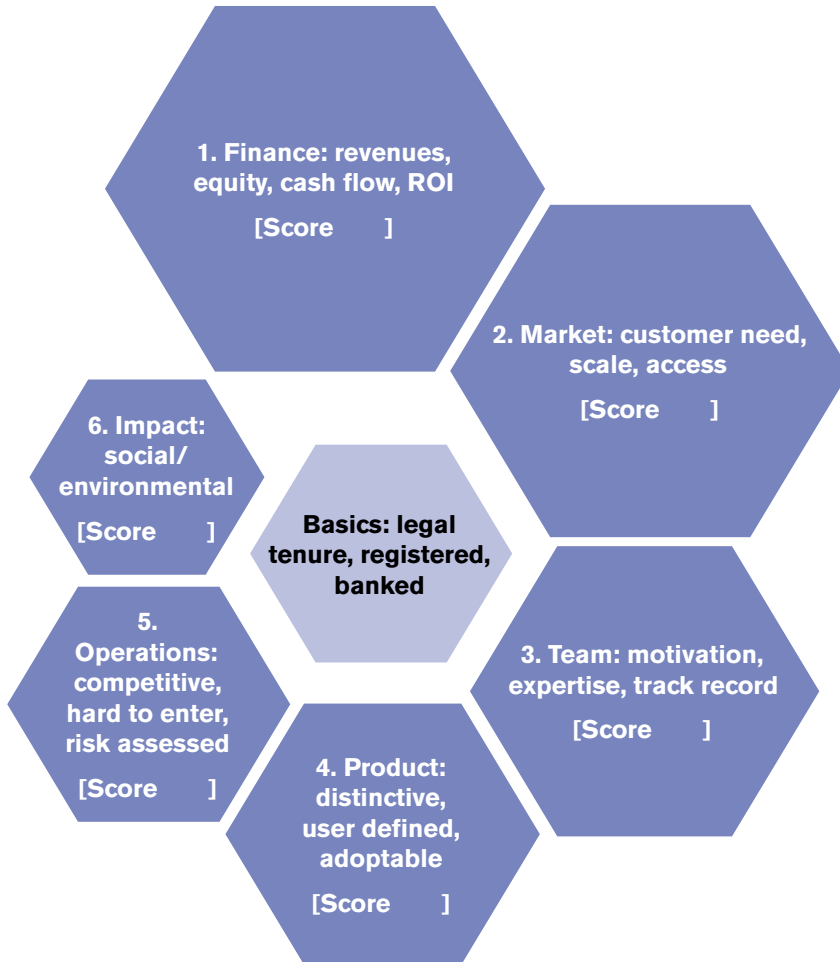 1. Finance: revenues,
equity, cash flow, ROI
[Score ]
2. Market: customer need,
scale, access
[Score ]
3. Team: motivation,
expertise, track record
[Score ]
4. Product:
distinctive,
user defined,
adoptable
[Score ]
5.
Operations:
competitive,
hard to enter,
risk assessed
[Score ]
6. Impact:
social/
environmental
[Score ]
Basics: legal
tenure, registered,
banked